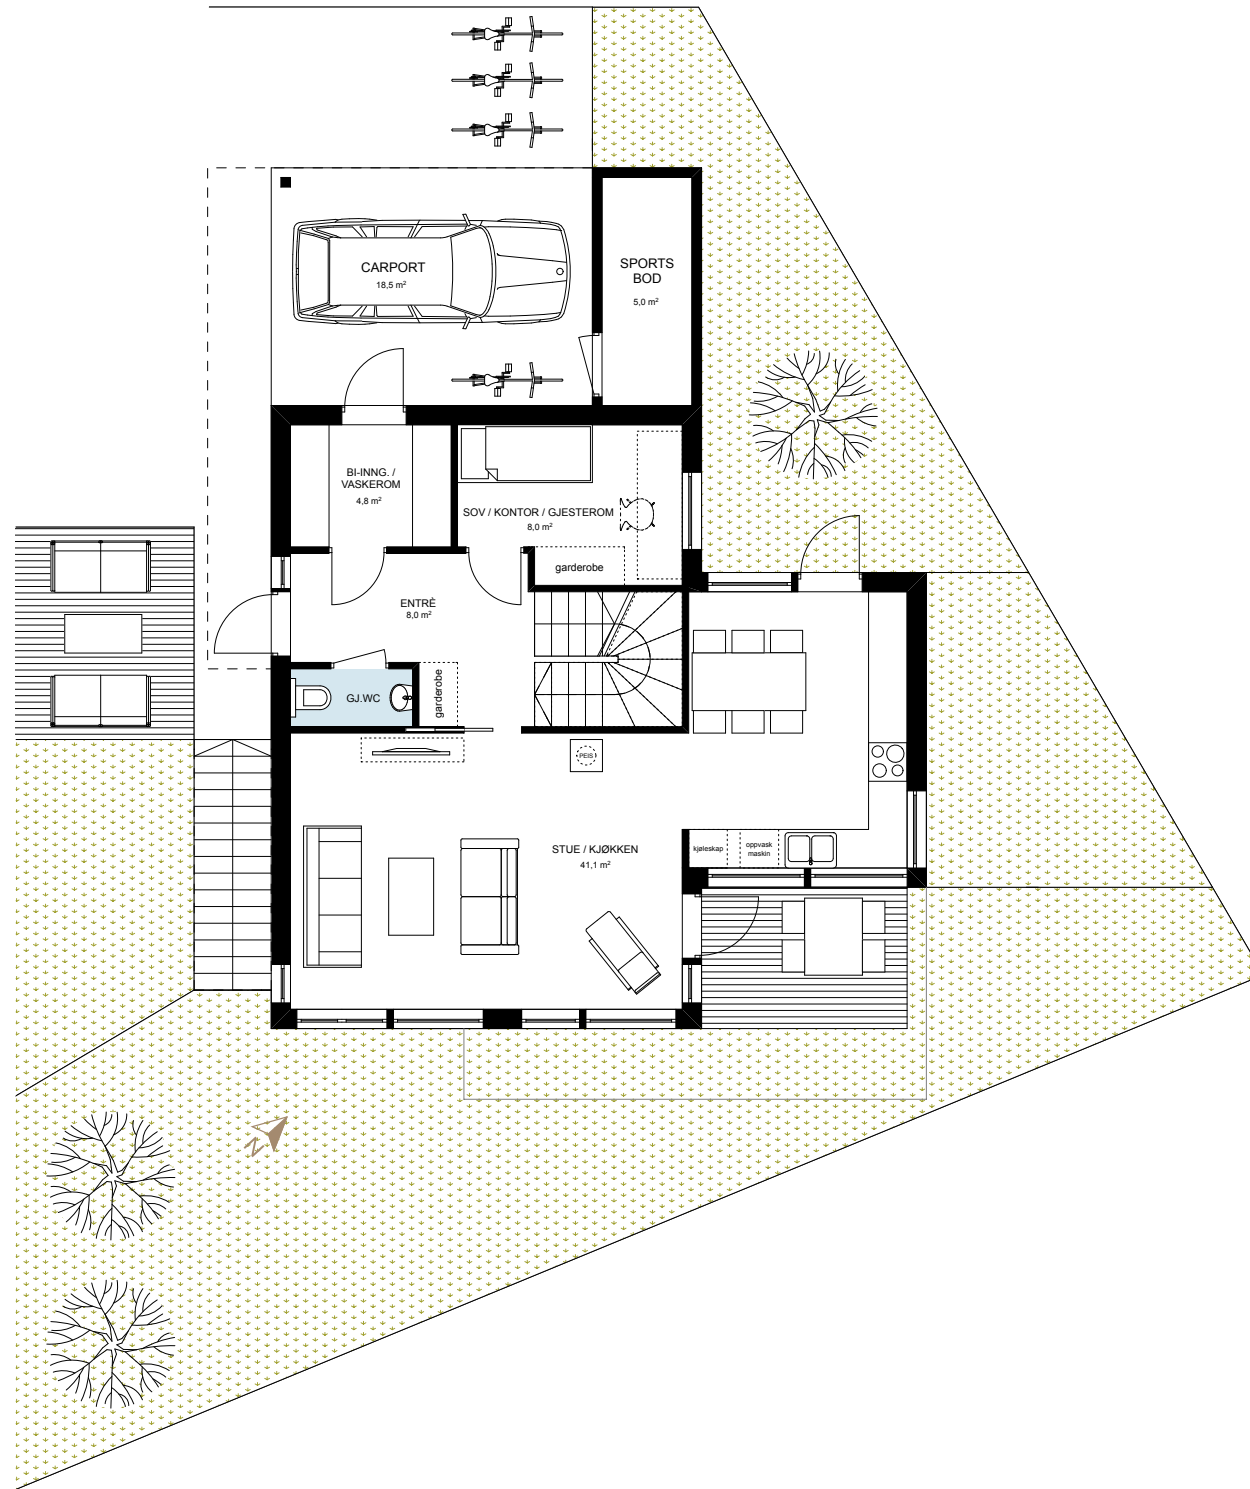 CARPORT
18,5 m²
SPORTS
BOD
5,0 m²
BI-INNG. /
VASKEROM
4,8 m²
SOV / KONTOR / GJESTEROM
8,0 m²
garderobe
ENTRÈ
8,0 m²
GJ.WC
garderobe
PEIS
STUE / KJØKKEN
41,1 m²
kjøleskap
oppvask
maskin
N